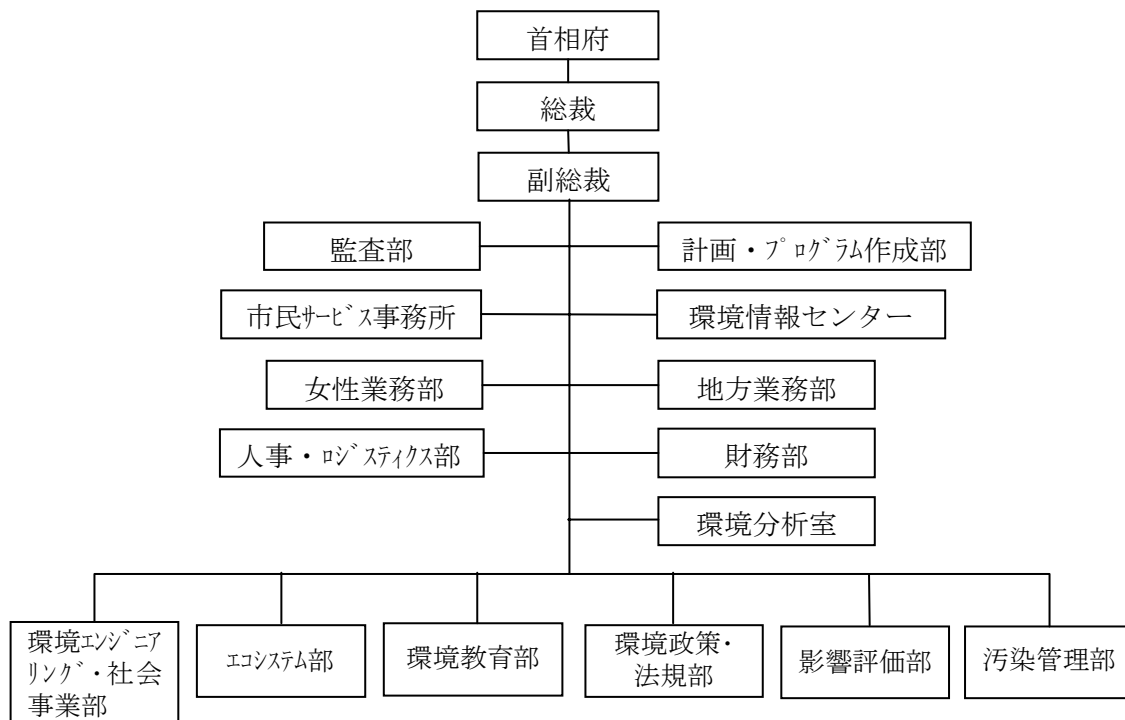 首相府
総裁
副総裁
監査部
計画・ﾌﾟﾛｸﾞﾗﾑ作成部
市民ｻｰﾋﾞｽ事務所
環境情報センター
女性業務部
地方業務部
人事・ﾛｼﾞｽﾃｨｸｽ部
財務部
環境分析室
環境ｴﾝｼﾞﾆｱ
ﾘﾝｸﾞ・社会
事業部
ｴｺｼｽﾃﾑ部
環境教育部
環境政策・
法規部
影響評価部
汚染管理部